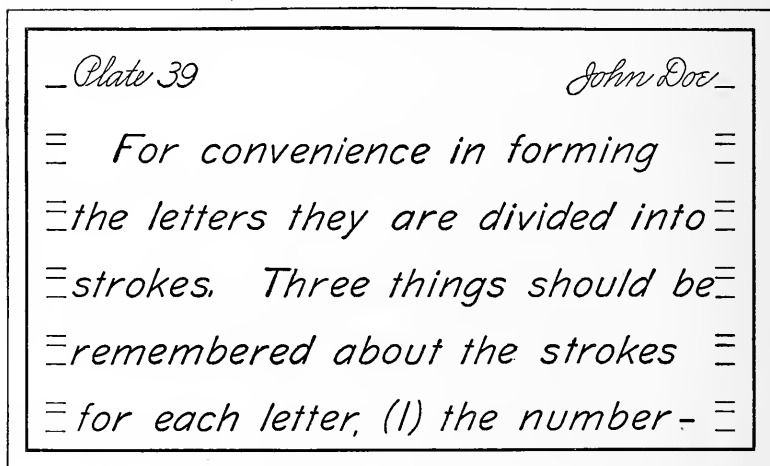 Plate 39 John Doe
For convenience in forming
the letters they are divided into
strokes. Three things should be
remembered about the strokes
for each letter, (1) the number-